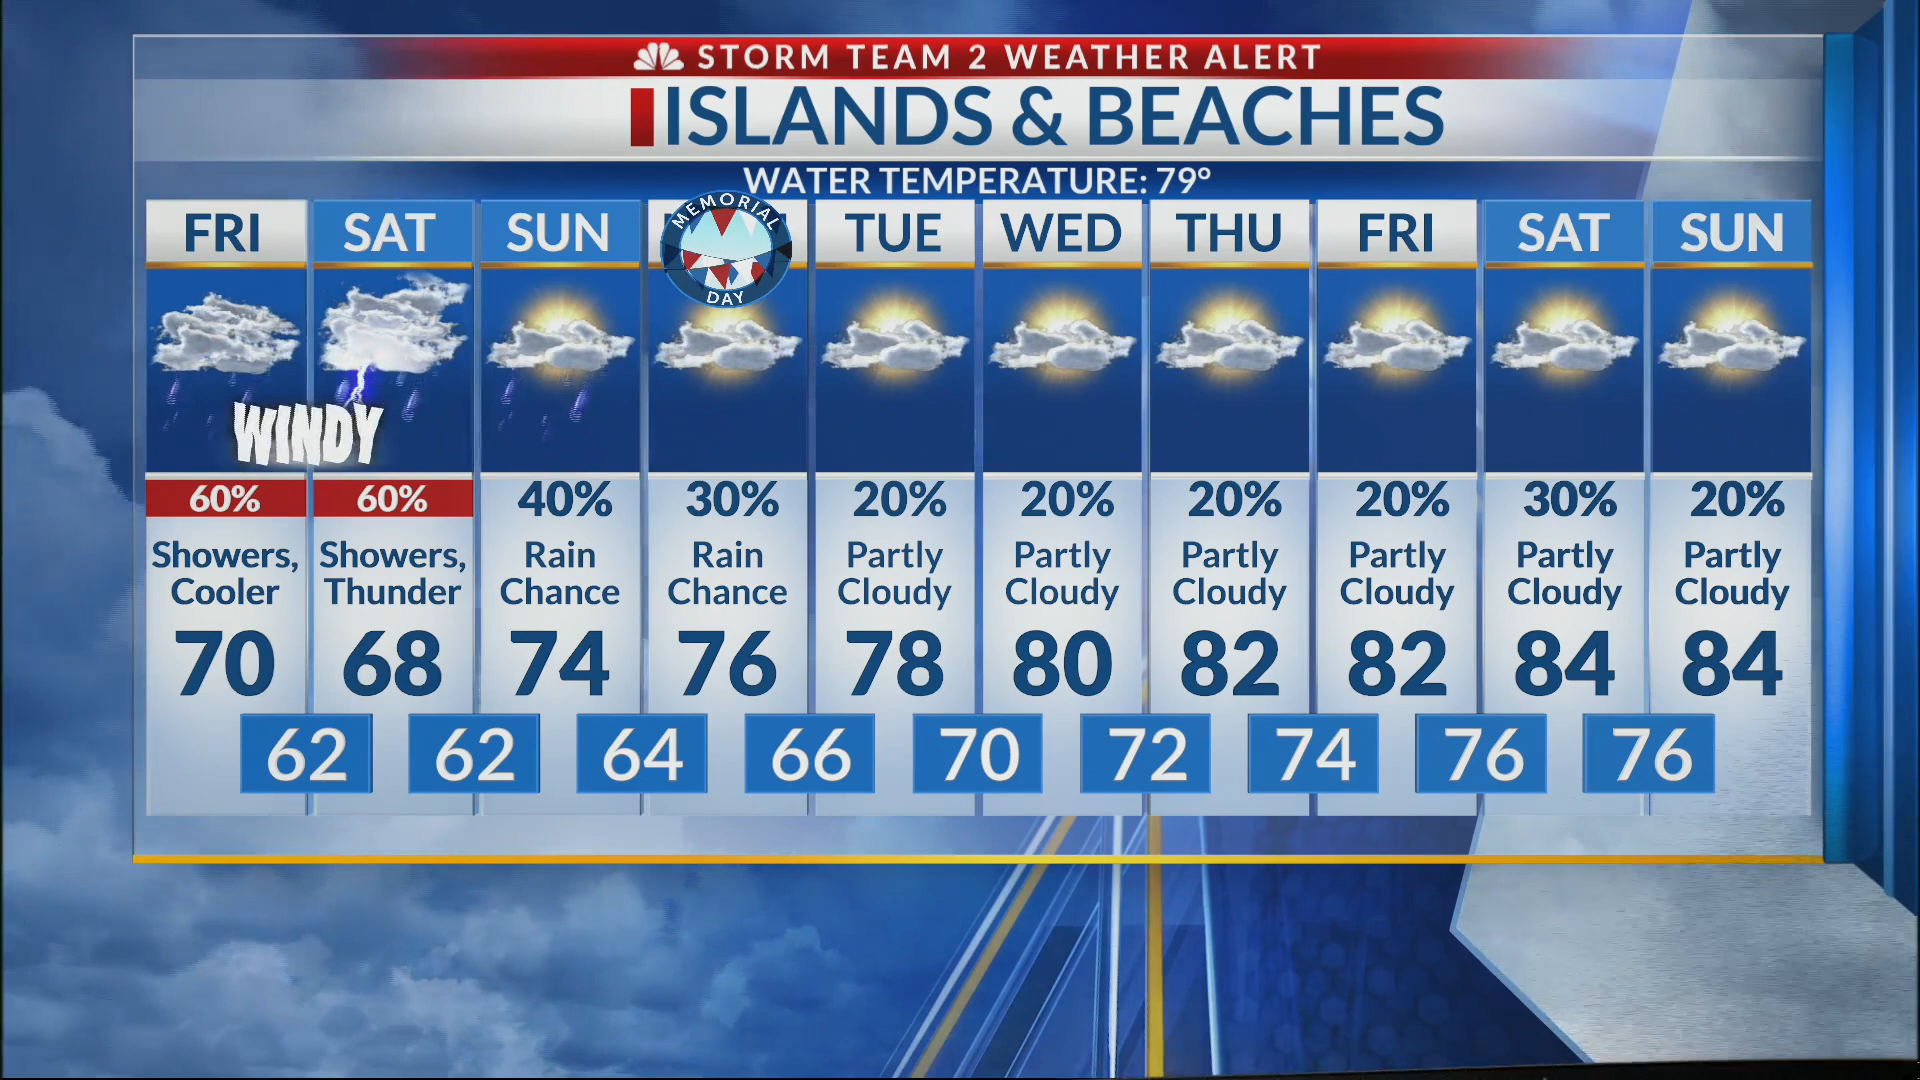 STORM TEAM 2 WEATHER ALERT
ISLANDS & BEACHES
WATER TEMPERATURE: 79°
FRI SAT SUN MEMORIAL DAY TUE WED THU FRI SAT SUN
WINDY
60% 60% 40% 30% 20% 20% 20% 20% 30% 20%
Showers, Showers, Rain Rain Partly Partly Partly Partly Partly Partly
Cooler Thunder Chance Chance Cloudy Cloudy Cloudy Cloudy Cloudy Cloudy
70 68 74 76 78 80 82 82 84 84
62 62 64 66 70 72 74 76 76